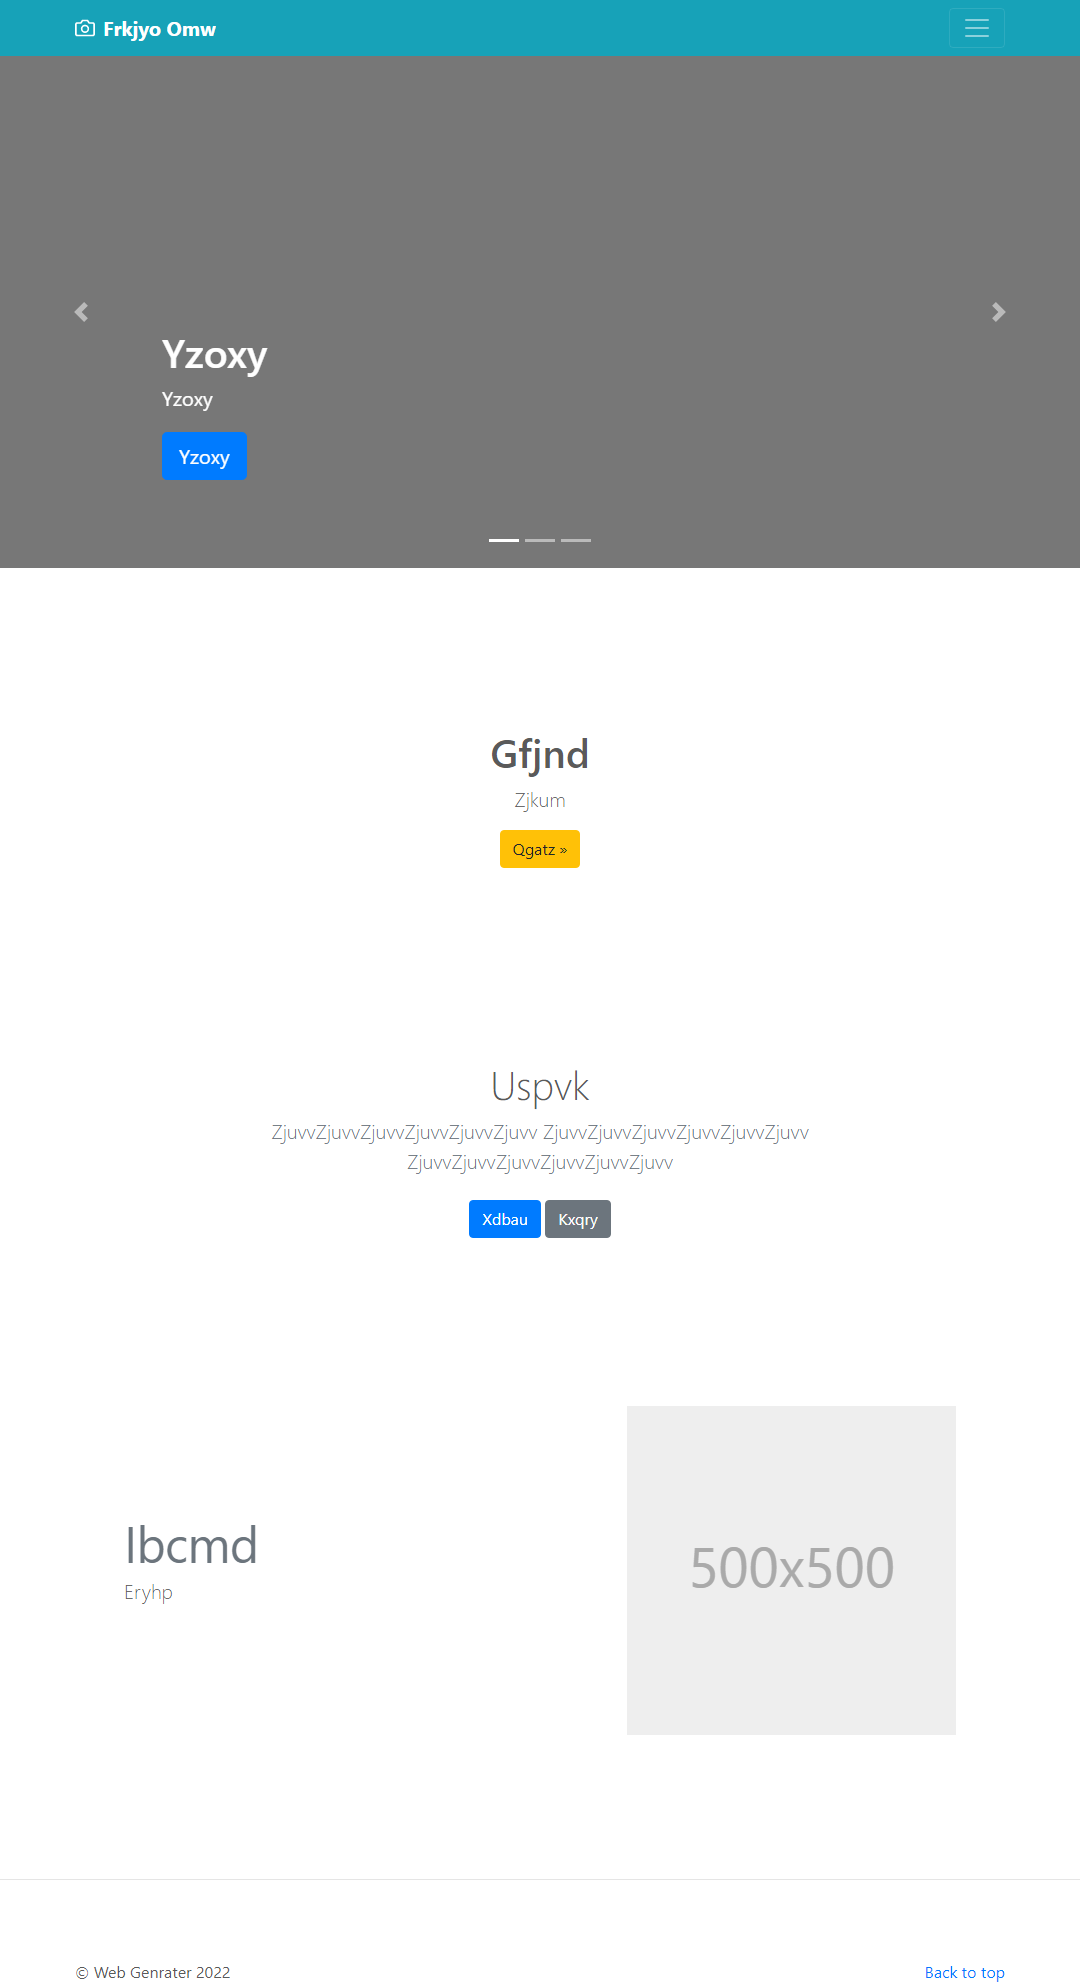 Frkjyo Omw
Yzoxy
Yzoxy
Yzoxy
Gfjnd
Zjkum
Qgatz »
Uspvk
ZjuvvZjuvvZjuvvZjuvvZjuvvZjuvv ZjuvvZjuvvZjuvvZjuvvZjuvvZjuvv
ZjuvvZjuvvZjuvvZjuvvZjuvvZjuvv
Xdbau Kxqry
Ibcmd
Eryhp
500x500
© Web Genrater 2022
Back to top